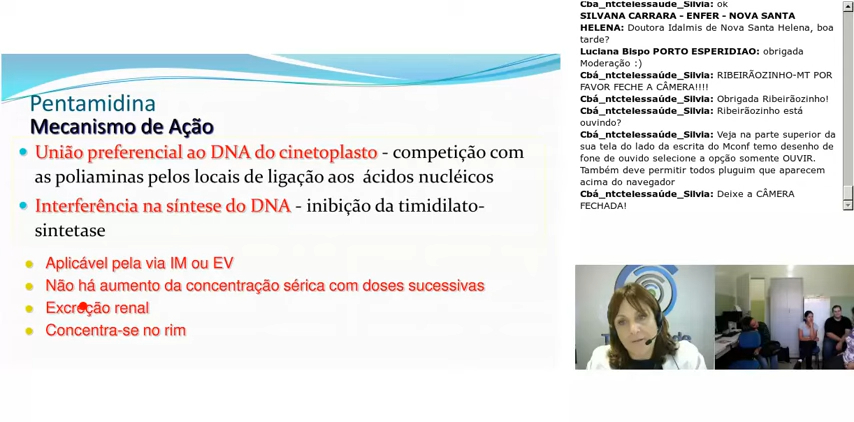 Pentamidina
Mecanismo de Ação
União preferencial ao DNA do cinetoplasto - competição com
as poliaminas pelos locais de ligação aos ácidos nucléicos
Interferência na síntese do DNA - inibição da timidilato-
sintetase
Aplicável pela via IM ou EV
Não há aumento da concentração sérica com doses sucessivas
Excreção renal
Concentra-se no rim
Cba_ntctelessaúde_Silvia: ok
SILVANA CARRARA - ENFER - NOVA SANTA
HELENA: Doutora Idalmis de Nova Santa Helena, boa
tarde?
Luciana Bispo PORTO ESPERIDIAO: obrigada
Moderação :)
Cbá_ntctelessaúde_Silvia: RIBEIRÃOZINHO-MT POR
FAVOR FECHE A CÂMERA!!!!
Cbá_ntctelessaúde_Silvia: Obrigada Ribeirãozinho!
Cbá_ntctelessaúde_Silvia: Ribeirãozinho está
ouvindo?
Cbá_ntctelessaúde_Silvia: Veja na parte superior da
sua tela do lado da escrita do Mconf temo desenho de
fone de ouvido selecione a opção somente OUVIR.
Também deve permitir todos pluguim que aparecem
acima do navegador
Cbá_ntctelessaúde_Silvia: Deixe a CÂMERA
FECHADA!